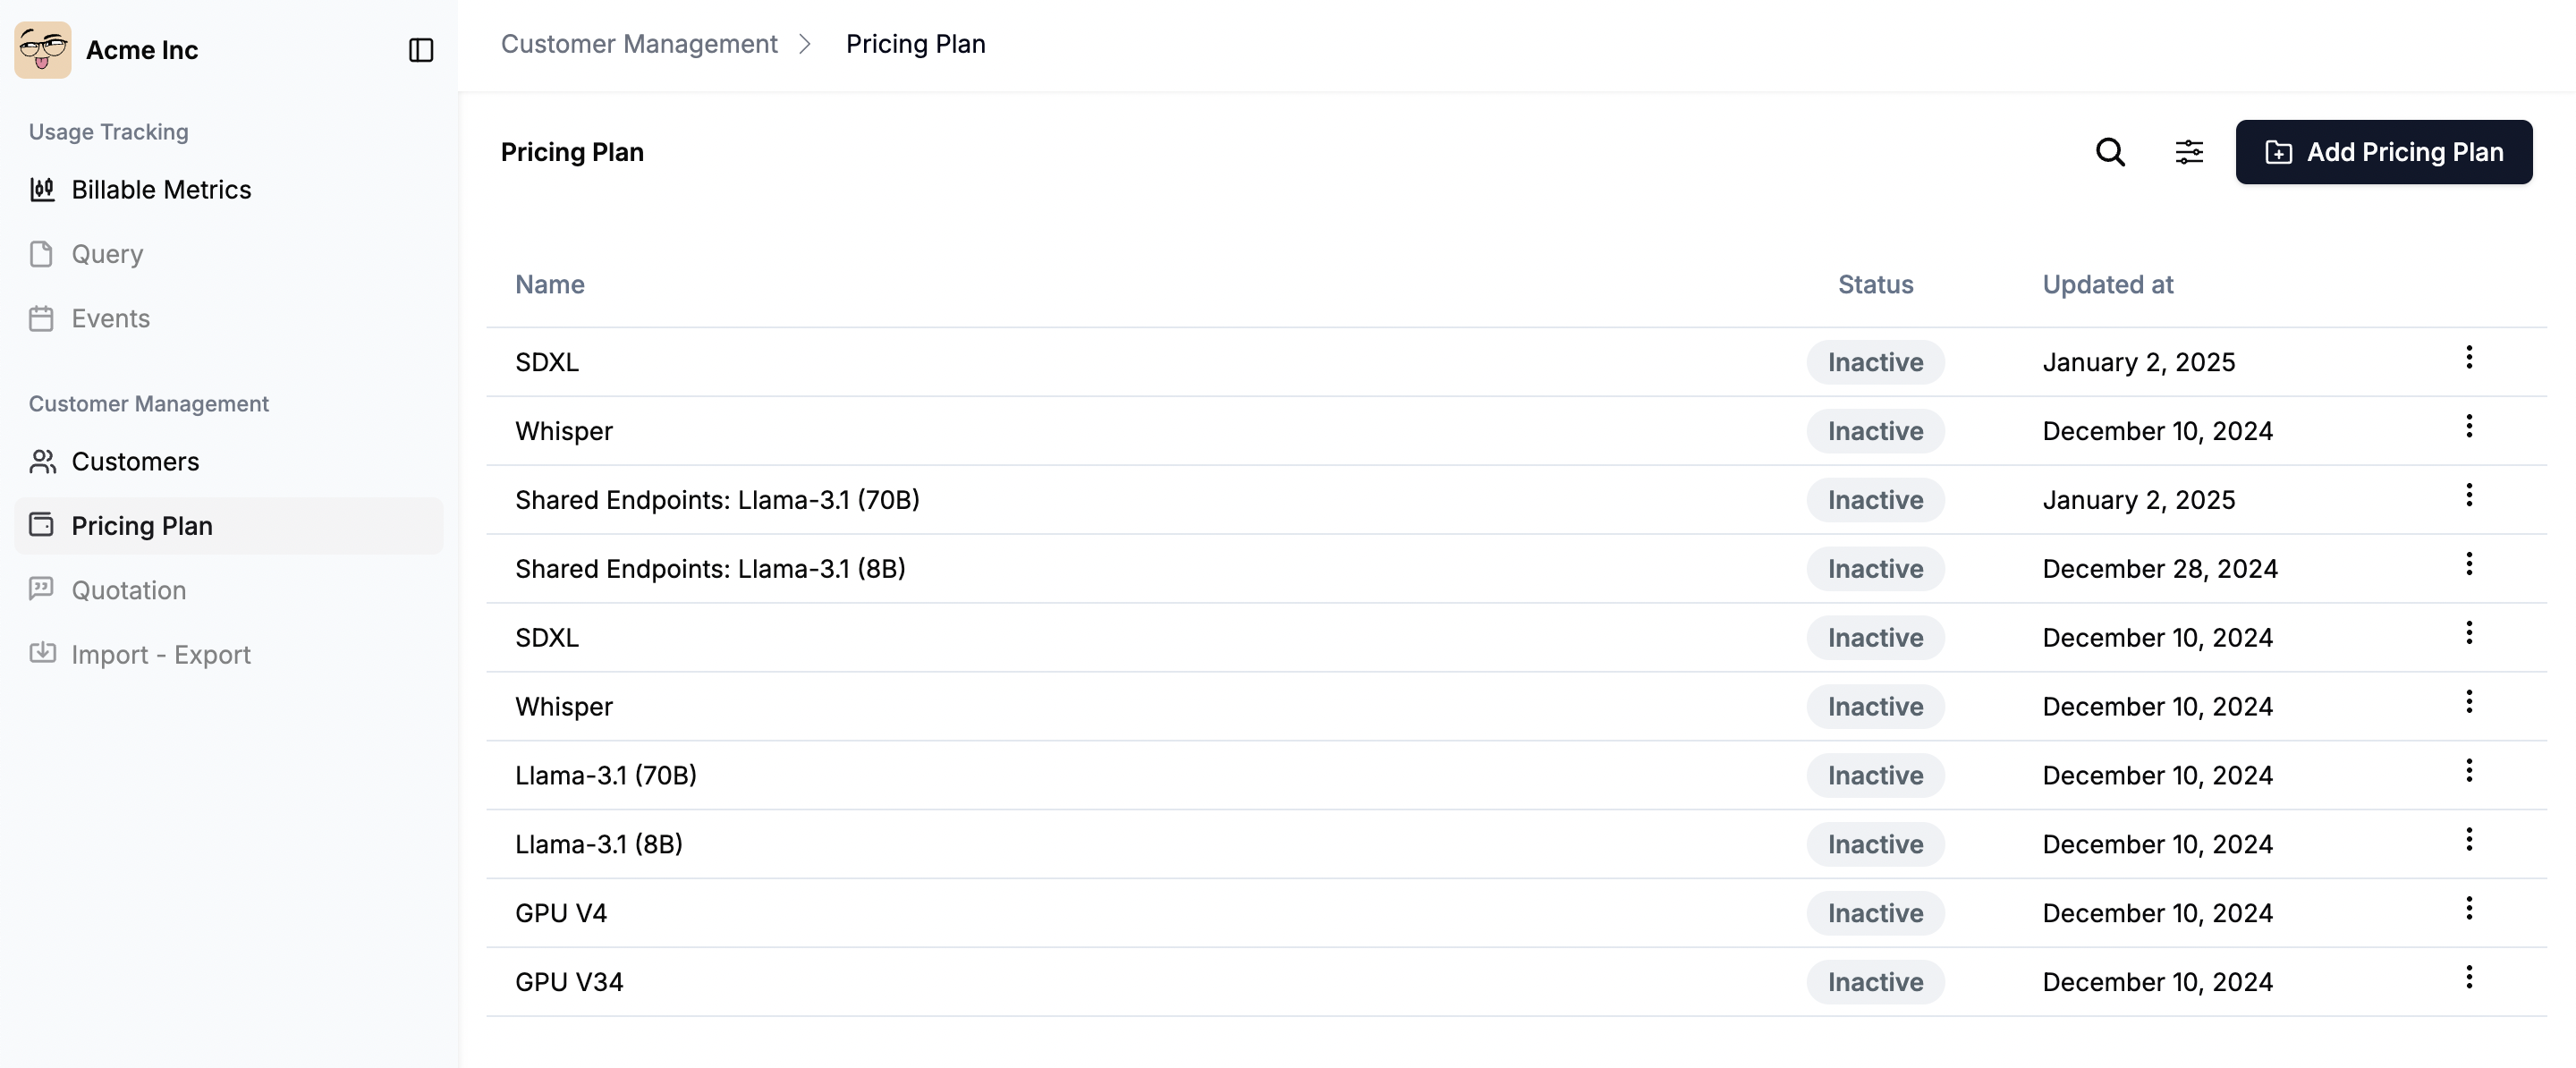 Acme Inc
Usage Tracking
Billable Metrics
Query
Events
Customer Management
Customers
Pricing Plan
Quotation
Import - Export
Customer Management > Pricing Plan
Pricing Plan
Add Pricing Plan
Name Status Updated at
SDXL Inactive January 2, 2025
Whisper Inactive December 10, 2024
Shared Endpoints: Llama-3.1 (70B) Inactive January 2, 2025
Shared Endpoints: Llama-3.1 (8B) Inactive December 28, 2024
SDXL Inactive December 10, 2024
Whisper Inactive December 10, 2024
Llama-3.1 (70B) Inactive December 10, 2024
Llama-3.1 (8B) Inactive December 10, 2024
GPU V4 Inactive December 10, 2024
GPU V34 Inactive December 10, 2024